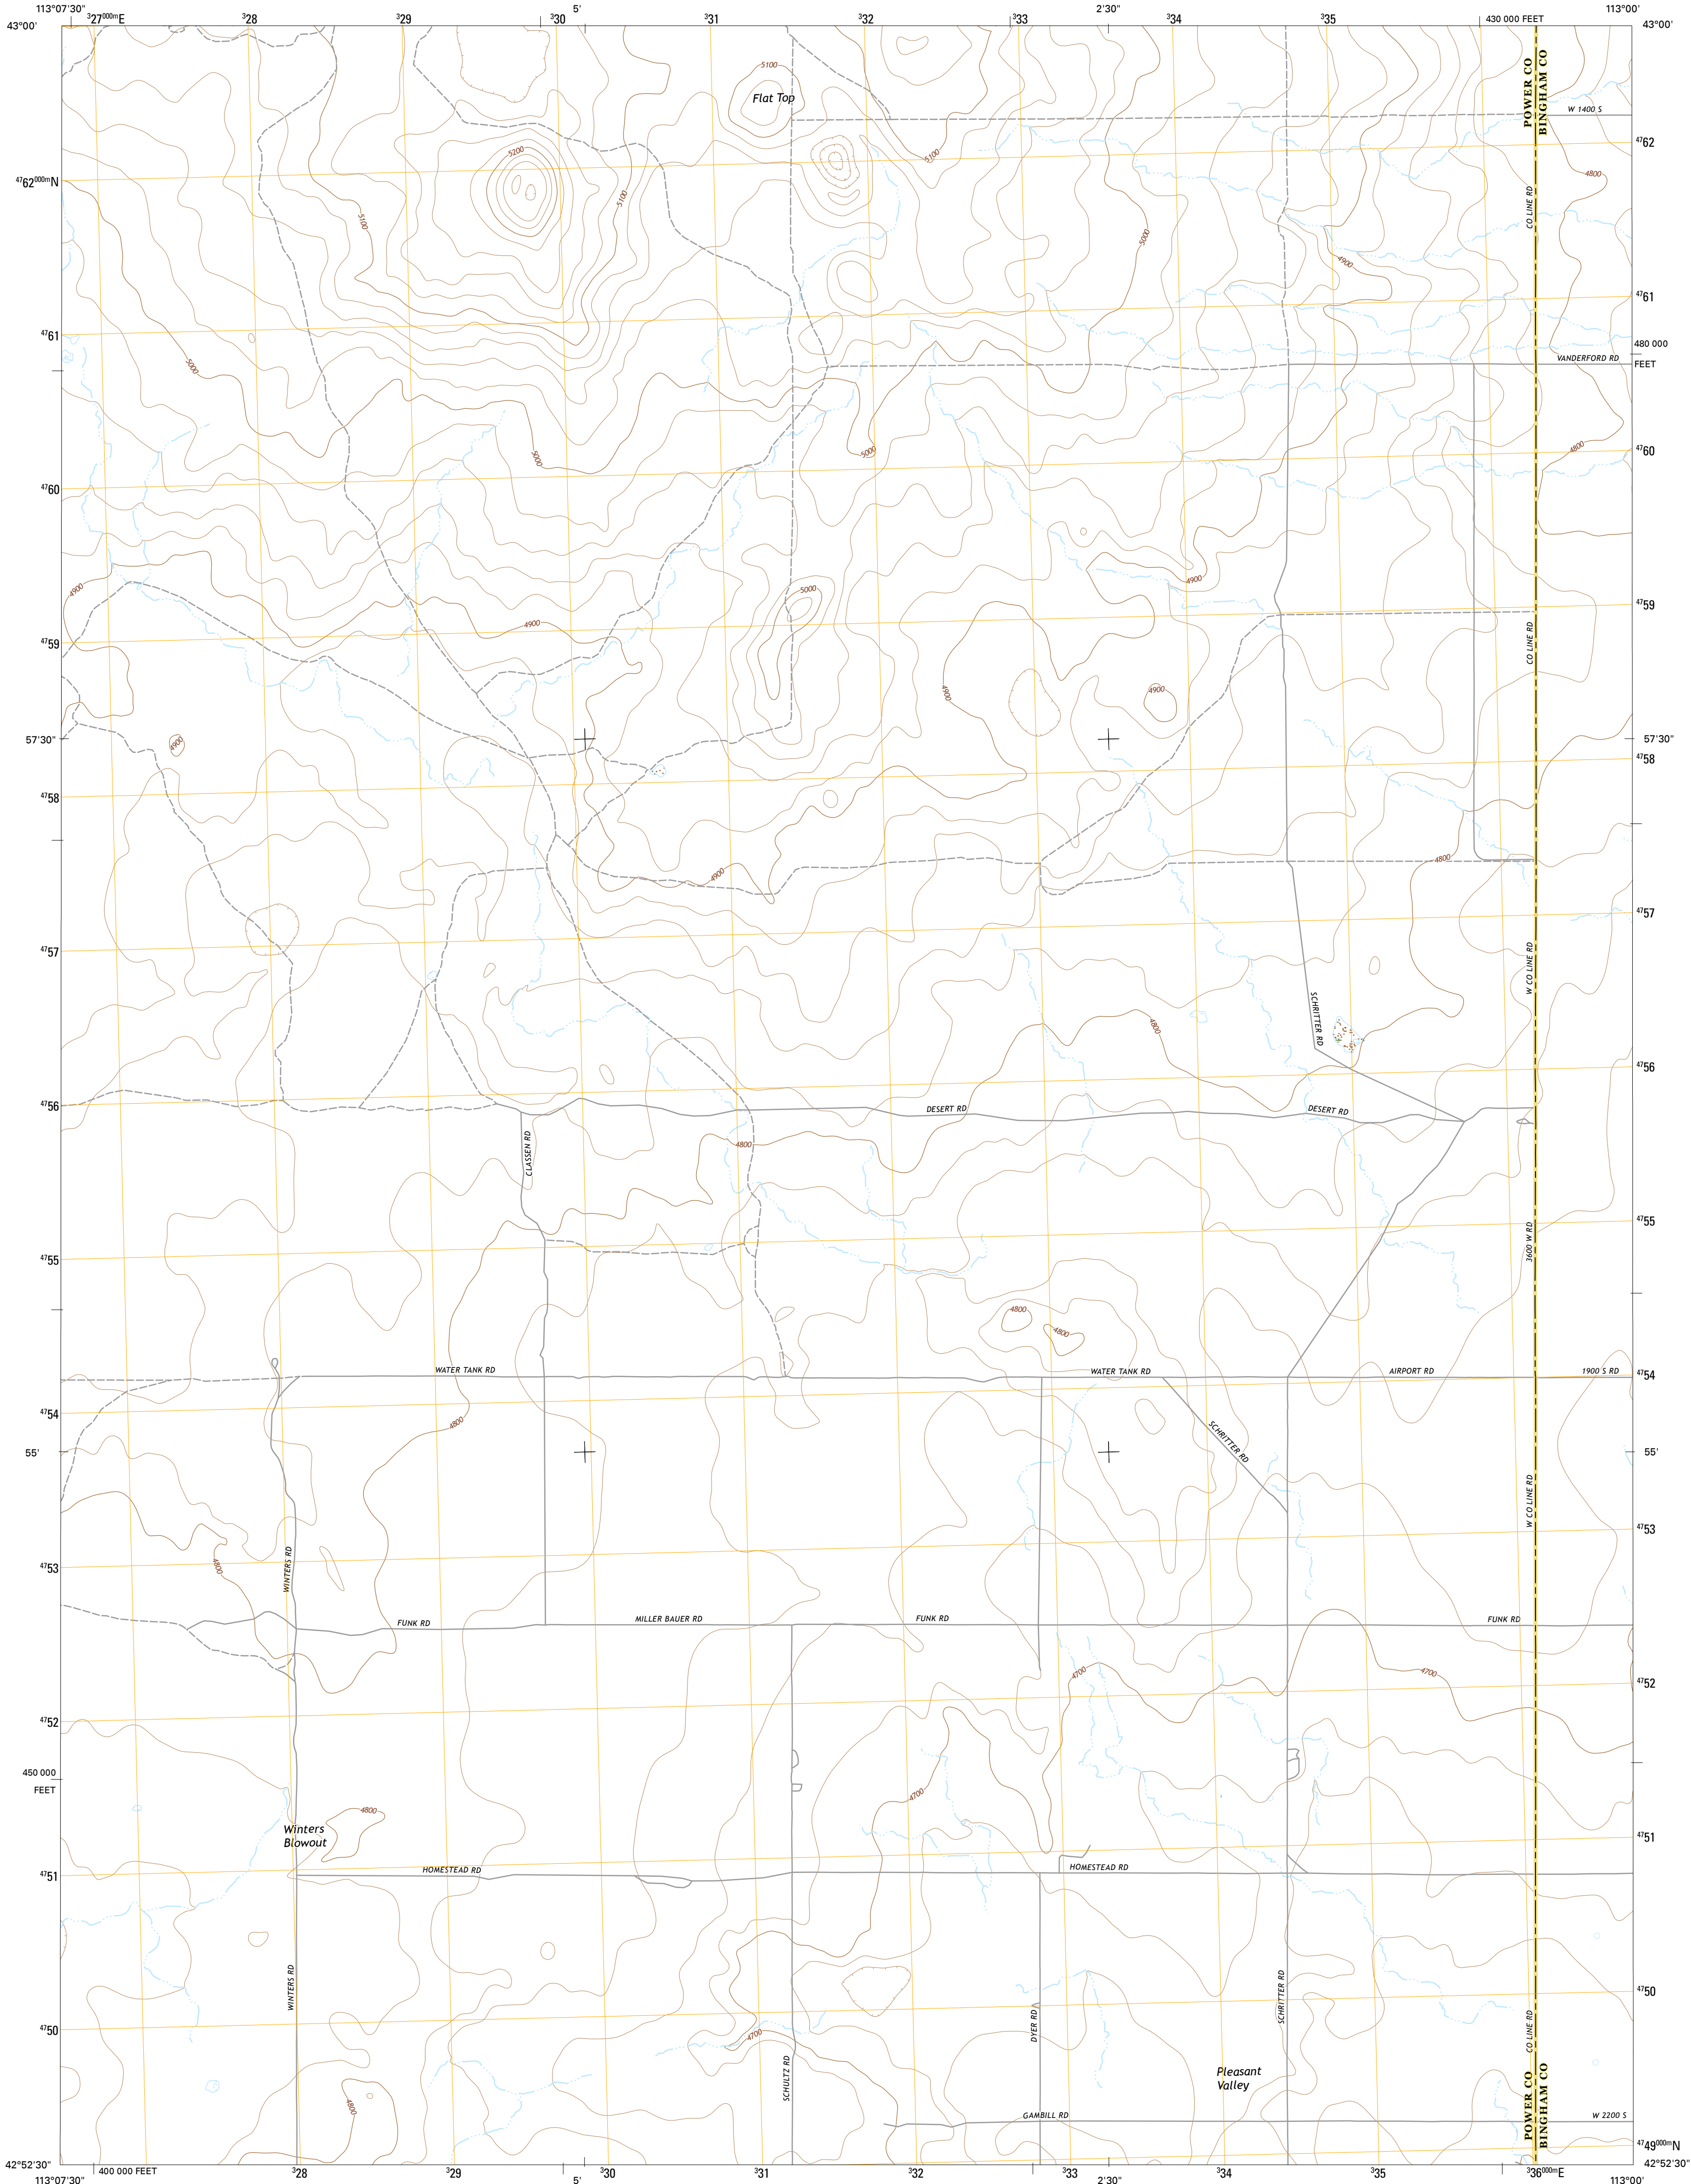 113°07'30"
³27⁰⁰⁰ᵐE
³28
³29
³30
5'
³31
³32
³33
2'30"
³34
³35
430 000 FEET
113°00'
43°00'
43°00'
POWER CO
BINGHAM CO
5100
Flat Top
W 1400 S
⁴⁷62
5200
5100
4800
⁴⁷62⁰⁰⁰ᵐN
5100
5100
CO LINE RD
5000
4900
⁴⁷61
⁴⁷61
480 000
FEET
VANDERFORD RD
5000
5000
5000
4800
⁴⁷60
⁴⁷60
4900
4900
5000
⁴⁷59
4900
CO LINE RD
⁴⁷59
4900
4900
57'30"
4900
57'30"
⁴⁷58
⁴⁷58
4900
4800
⁴⁷57
⁴⁷57
W CO LINE RD
SCHRITTER RD
4800
⁴⁷56
⁴⁷56
DESERT RD
DESERT RD
CLASSEN RD
4800
⁴⁷55
3600 W RD
⁴⁷55
4800
4800
WATER TANK RD
WATER TANK RD
AIRPORT RD
1900 S RD
⁴⁷54
⁴⁷54
4800
SCHRITTER RD
55'
55'
W CO LINE RD
⁴⁷53
⁴⁷53
4800
WINTERS RD
FUNK RD
MILLER BAUER RD
FUNK RD
FUNK RD
4700
4700
⁴⁷52
⁴⁷52
450 000
FEET
4700
4800
Winters
Blowout
⁴⁷51
⁴⁷51
HOMESTEAD RD
HOMESTEAD RD
WINTERS RD
SCHRITTER RD
⁴⁷50
⁴⁷50
4700
DYER RD
CO LINE RD
SCHULTZ RD
Pleasant
Valley
4800
POWER CO
BINGHAM CO
GAMBILL RD
W 2200 S
⁴⁷49⁰⁰⁰ᵐN
42°52'30"
42°52'30"
400 000 FEET
³28
³29
³30
³31
³32
³33
³34
³35
³36⁰⁰⁰ᵐE
113°07'30"
5'
2'30"
113°00'